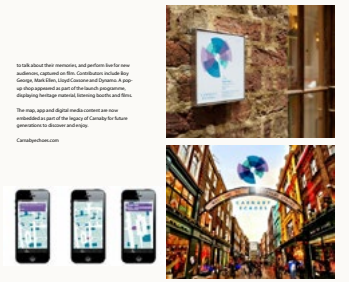 to talk about their memories, and perform live for new
audiences, captured on film. Contributors include Boy
George, Mark Ellen, Lloyd Coxsone and Dynamo. A pop-
up shop appeared as part of the launch programme,
displaying heritage material, listening booths and films.
The map, app and digital media content are now
embedded as part of the legacy of Carnaby for future
generations to discover and enjoy.
Carnabyechoes.com
CARNABY
ECHOES